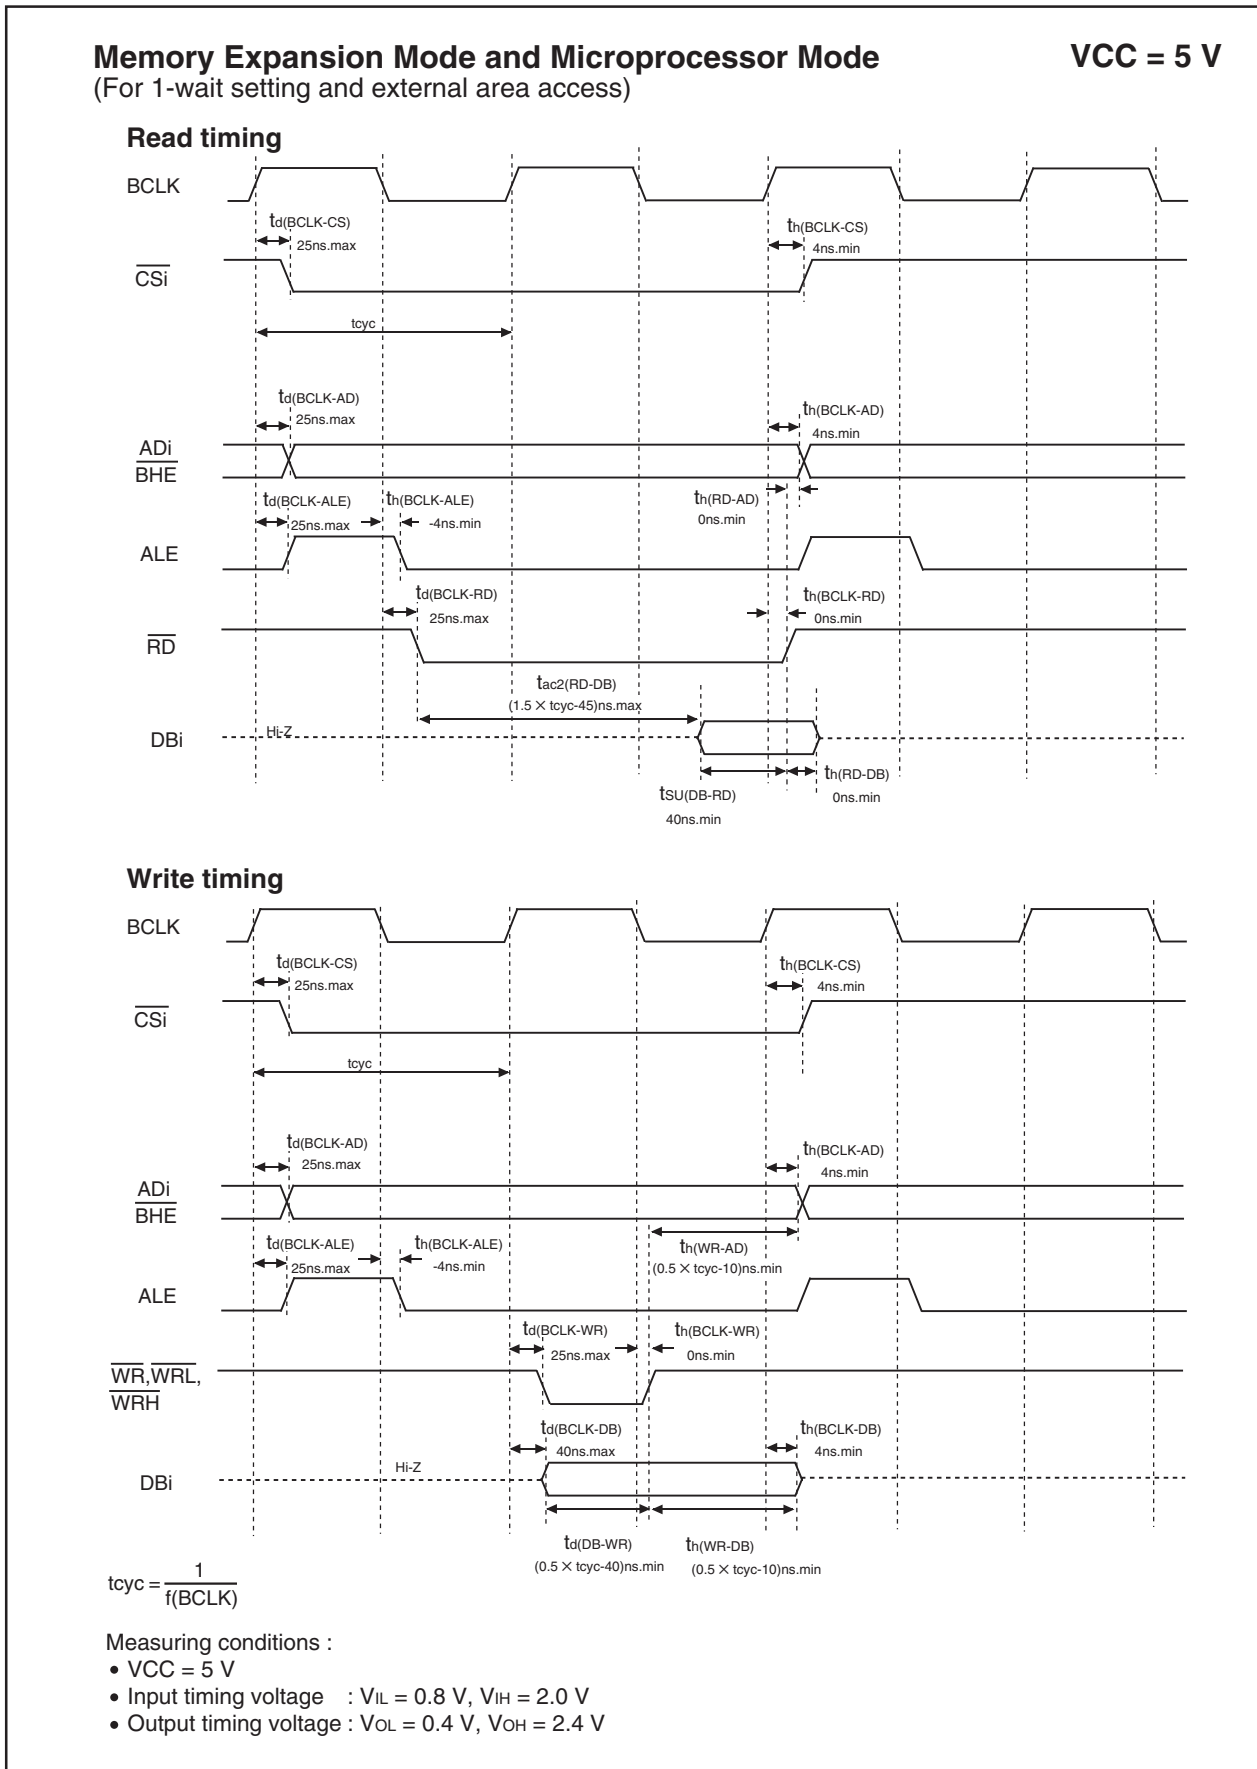 Memory Expansion Mode and Microprocessor Mode VCC = 5 V
(For 1-wait setting and external area access)
Read timing
BCLK
td(BCLK-CS)
25ns.max
th(BCLK-CS)
4ns.min
CSi
tcyc
td(BCLK-AD)
25ns.max
th(BCLK-AD)
4ns.min
ADi
BHE
td(BCLK-ALE)
25ns.max
th(BCLK-ALE)
-4ns.min
th(RD-AD)
0ns.min
ALE
td(BCLK-RD)
25ns.max
th(BCLK-RD)
0ns.min
RD
tac2(RD-DB)
(1.5 × tcyc-45)ns.max
DBi
Hi-Z
tSU(DB-RD)
40ns.min
th(RD-DB)
0ns.min
Write timing
BCLK
td(BCLK-CS)
25ns.max
th(BCLK-CS)
4ns.min
CSi
tcyc
td(BCLK-AD)
25ns.max
th(BCLK-AD)
4ns.min
ADi
BHE
td(BCLK-ALE)
25ns.max
th(BCLK-ALE)
-4ns.min
th(WR-AD)
(0.5 × tcyc-10)ns.min
ALE
td(BCLK-WR)
25ns.max
th(BCLK-WR)
0ns.min
WR,WRL,
WRH
td(BCLK-DB)
40ns.max
th(BCLK-DB)
4ns.min
DBi
Hi-Z
td(DB-WR)
(0.5 × tcyc-40)ns.min
th(WR-DB)
(0.5 × tcyc-10)ns.min
tcyc = 1
f(BCLK)
Measuring conditions :
• VCC = 5 V
• Input timing voltage : VIL = 0.8 V, VIH = 2.0 V
• Output timing voltage : VOL = 0.4 V, VOH = 2.4 V